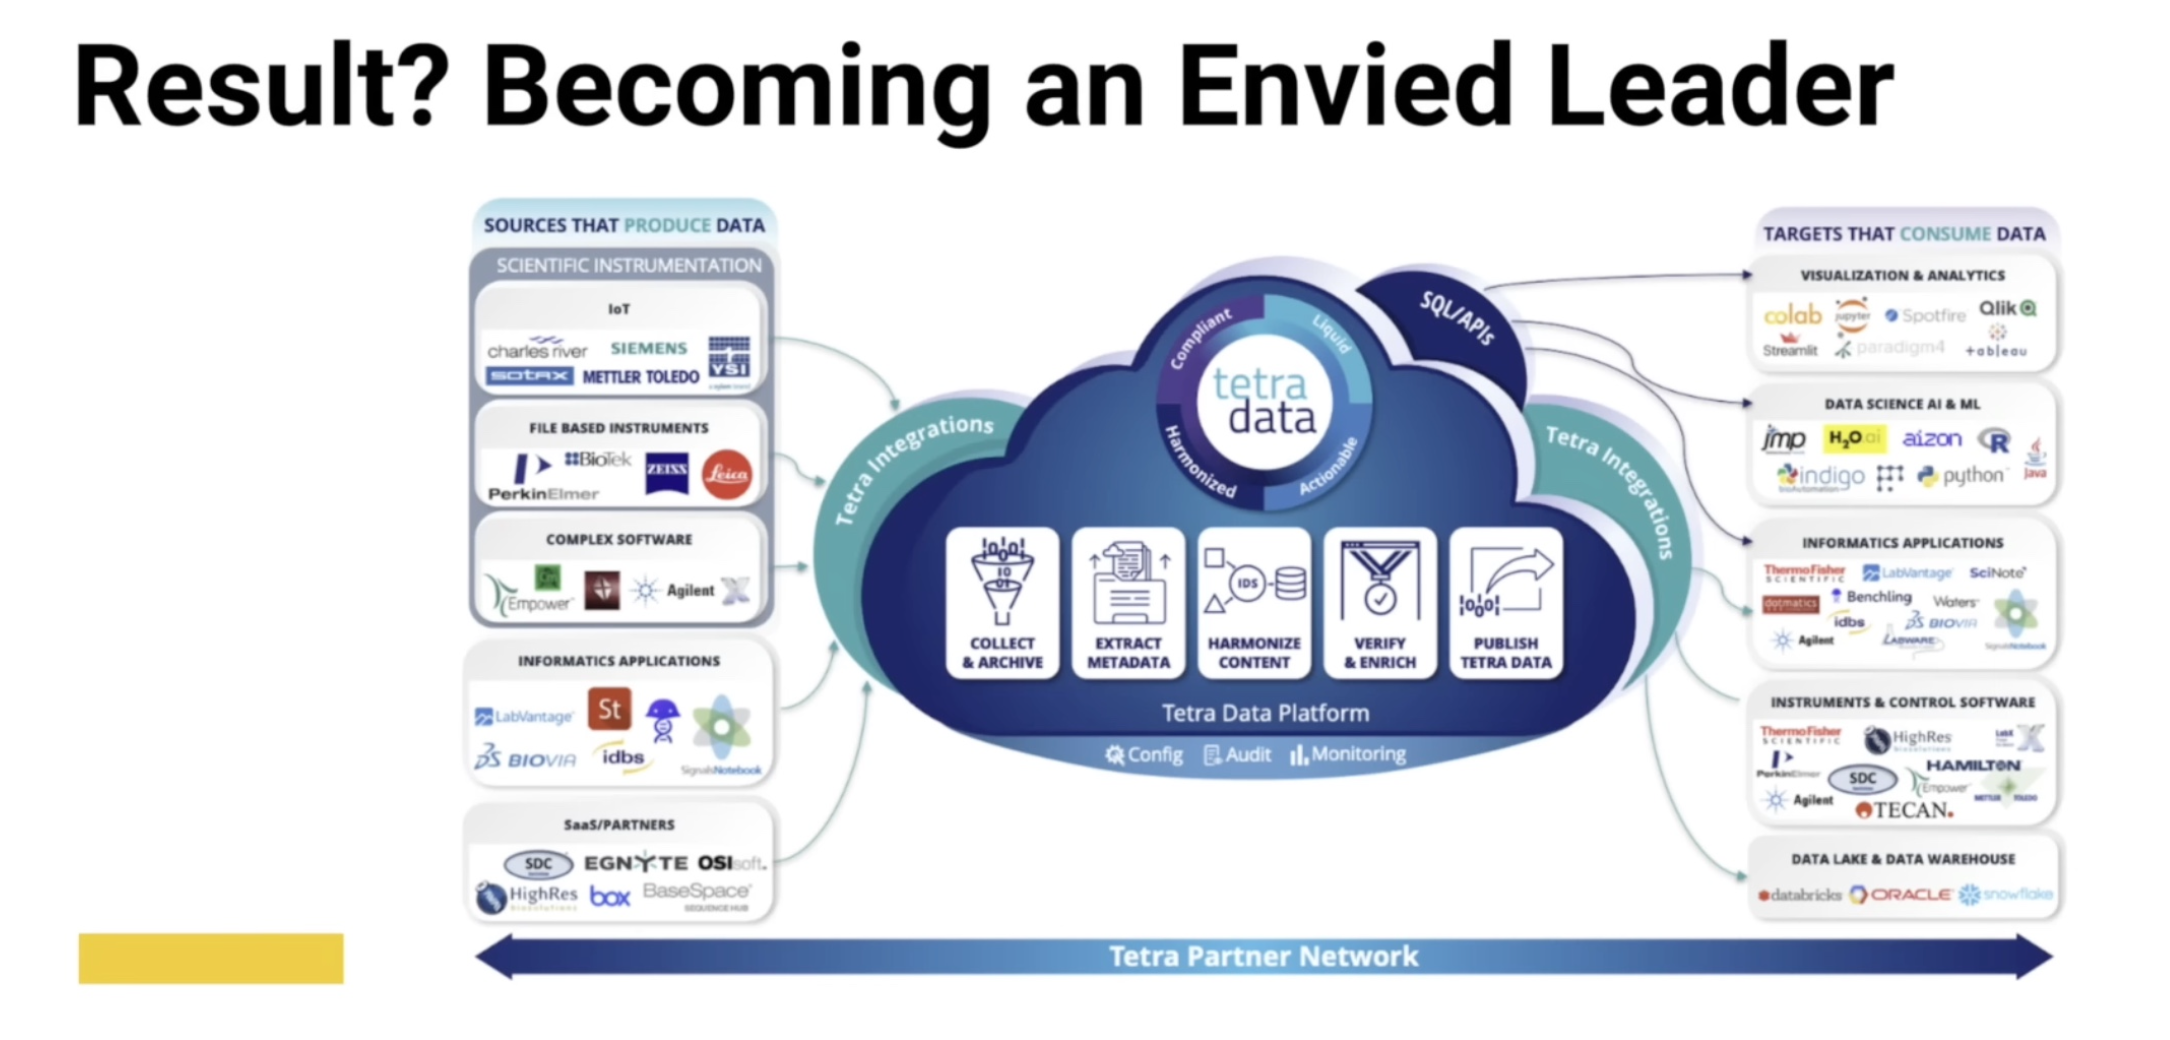 Result? Becoming an Envied Leader
SOURCES THAT PRODUCE DATA
SCIENTIFIC INSTRUMENTATION
IoT
charles river
SIEMENS
YSI
SOTAX
METTLER TOLEDO
FILE BASED INSTRUMENTS
PerkinElmer
BioTek
ZEISS
Leica
COMPLEX SOFTWARE
Empower
Agilent
INFORMATICS APPLICATIONS
LabVantage
St
BIOVIA
idbs
SignalsNotebook
SaaS/PARTNERS
SDC
EGNYTE
OSIsoft.
HighRes
box
BaseSpace
SEQUENCE HUB
Tetra Integrations
Compliant
Liquid
Harmonized
Actionable
tetra
data
SQL/APIs
Tetra Integrations
COLLECT
& ARCHIVE
EXTRACT
METADATA
IDS
HARMONIZE
CONTENT
VERIFY
& ENRICH
PUBLISH
TETRA DATA
Tetra Data Platform
Config
Audit
Monitoring
TARGETS THAT CONSUME DATA
VISUALIZATION & ANALYTICS
colab
jupyter
Spotfire
Qlik
Streamlit
paradigm4
+ableau
DATA SCIENCE AI & ML
jmp
H2O.ai
aizon
R
indigo
python
Java
INFORMATICS APPLICATIONS
ThermoFisher
SCIENTIFIC
LabVantage
SciNote
dotmatics
Benchling
Waters
idbs
BIOVIA
Agilent
LABWARE
SignalsNotebook
INSTRUMENTS & CONTROL SOFTWARE
ThermoFisher
SCIENTIFIC
HighRes
LabX
PerkinElmer
SDC
HAMILTON
Empower
METTLER TOLEDO
Agilent
TECAN.
DATA LAKE & DATA WAREHOUSE
databricks
ORACLE
snowflake
Tetra Partner Network